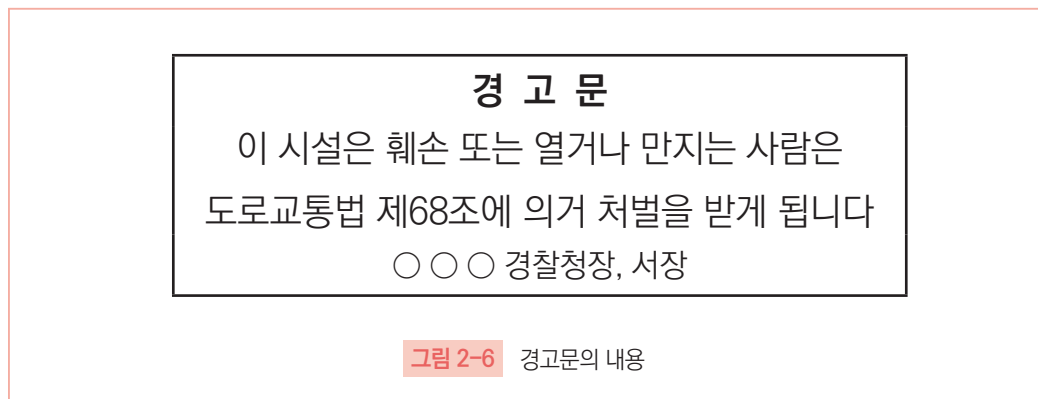 경 고 문
이 시설은 훼손 또는 열거나 만지는 사람은
도로교통법 제68조에 의거 처벌을 받게 됩니다
○ ○ ○ 경찰청장, 서장
그림 2-6 경고문의 내용